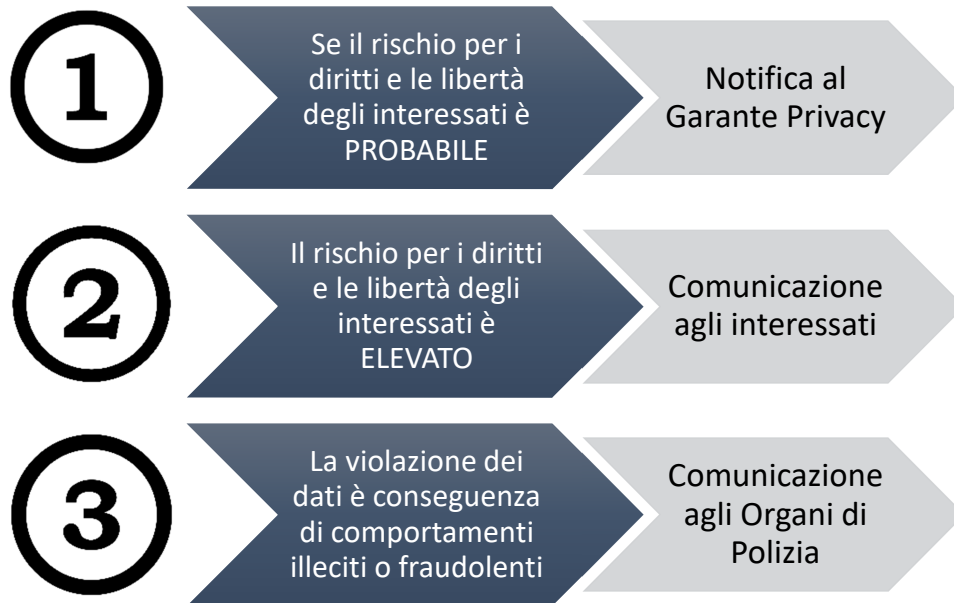 1
Se il rischio per i
diritti e le libertà
degli interessati è
PROBABILE
Notifica al
Garante Privacy
2
Il rischio per i diritti
e le libertà degli
interessati è
ELEVATO
Comunicazione
agli interessati
3
La violazione dei
dati è conseguenza
di comportamenti
illeciti o fraudolenti
Comunicazione
agli Organi di
Polizia